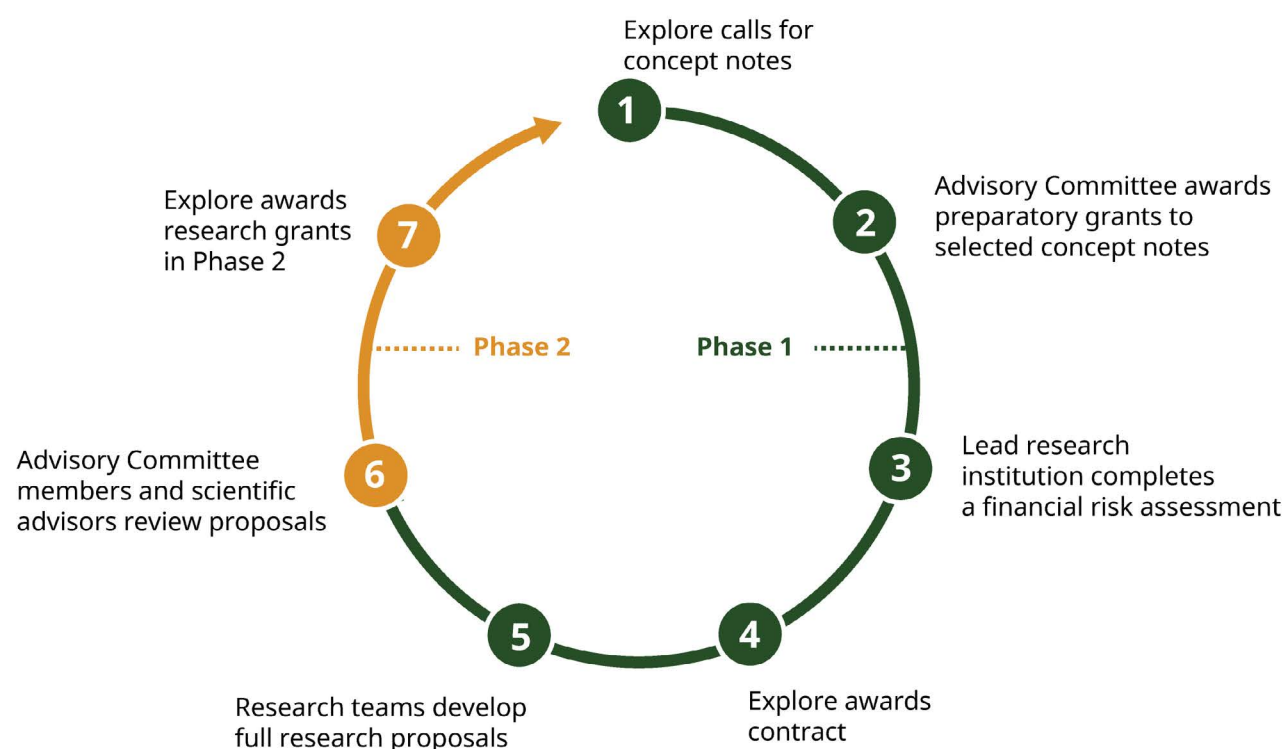 Explore calls for
concept notes
1
Advisory Committee awards
preparatory grants to
selected concept notes
2
Lead research
institution completes
a financial risk assessment
3
Explore awards
contract
4
Research teams develop
full research proposals
5
Advisory Committee
members and scientific
advisors review proposals
6
Explore awards
research grants
in Phase 2
7
Phase 2
Phase 1